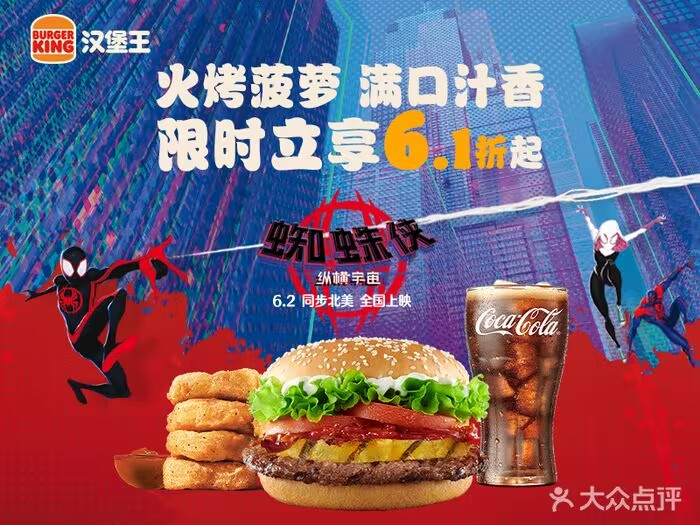 BURGER
KING
汉堡王
火烤菠萝 满口汁香
限时立享6.1折起
蜘蛛侠
纵横宇宙
6.2 同步北美 全国上映
Coca-Cola
大众点评